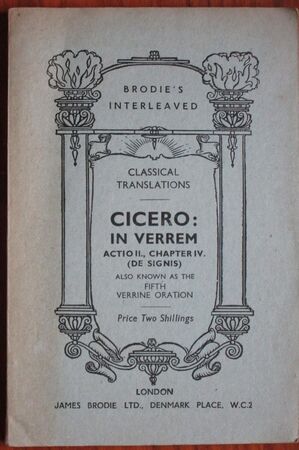 BRODIE'S
INTERLEAVED
CLASSICAL
TRANSLATIONS
CICERO:
IN VERREM
ACTIO II., CHAPTER IV.
(DE SIGNIS)
ALSO KNOWN AS THE
FIFTH
VERRINE ORATION
Price Two Shillings
LONDON
JAMES BRODIE LTD., DENMARK PLACE, W.C.2